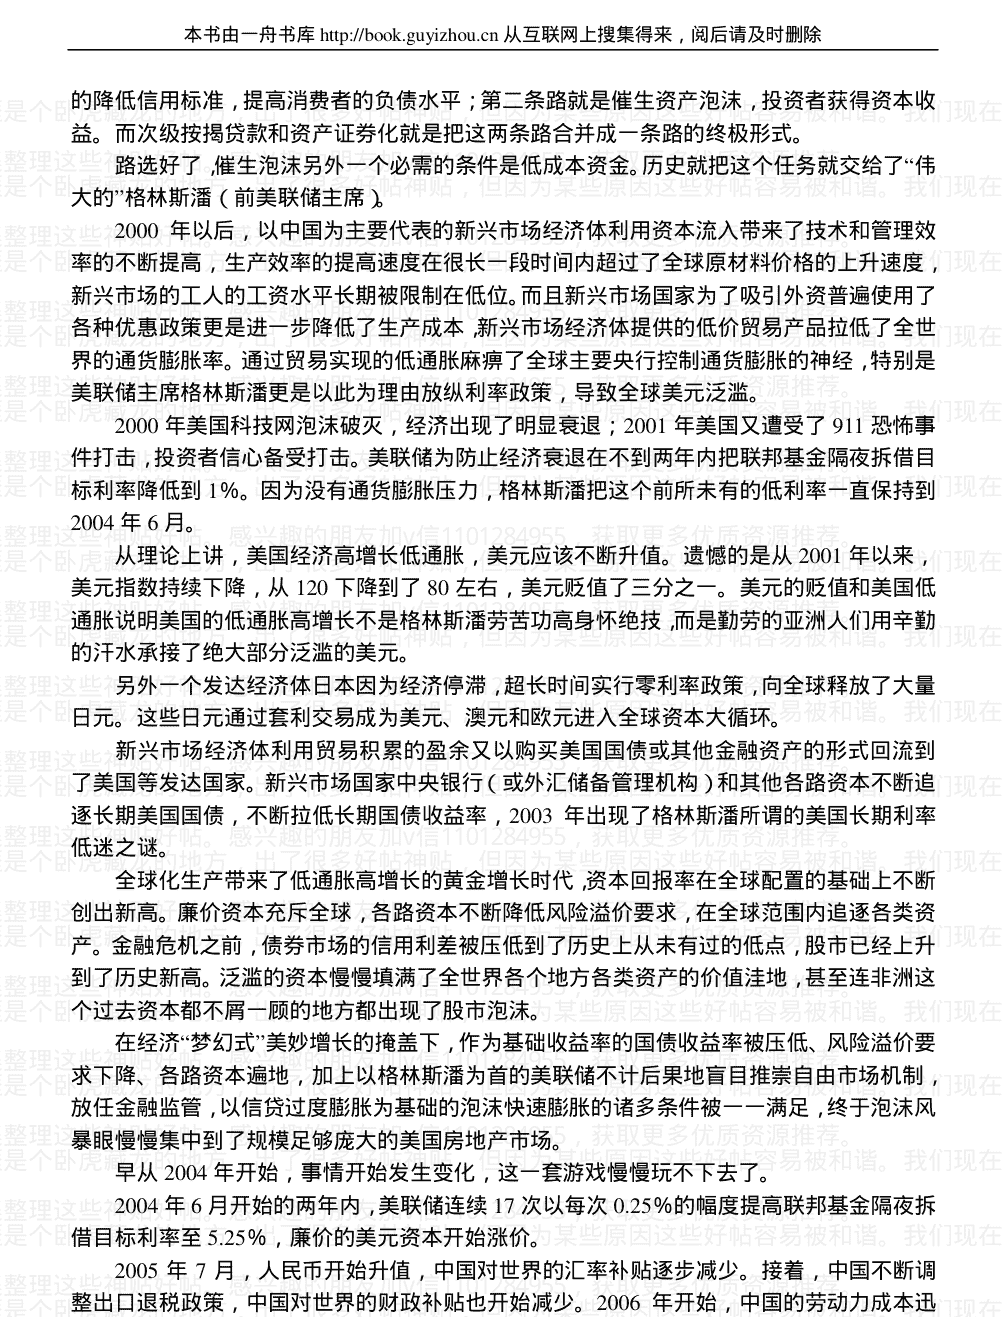 本书由一舟书库 http://book.guyizhou.cn 从互联网上搜集得来，阅后请及时删除
的降低信用标准，提高消费者的负债水平；第二条路就是催生资产泡沫，投资者获得资本收
益。而次级按揭贷款和资产证券化就是把这两条路合并成一条路的终极形式。
路选好了，催生泡沫另外一个必需的条件是低成本资金。历史就把这个任务就交给了“伟
大的”格林斯潘（前美联储主席）。
2000 年以后，以中国为主要代表的新兴市场经济体利用资本流入带来了技术和管理效
率的不断提高，生产效率的提高速度在很长一段时间内超过了全球原材料价格的上升速度，
新兴市场的工人的工资水平长期被限制在低位。而且新兴市场国家为了吸引外资普遍使用了
各种优惠政策更是进一步降低了生产成本，新兴市场经济体提供的低价贸易产品拉低了全世
界的通货膨胀率。通过贸易实现的低通胀麻痹了全球主要央行控制通货膨胀的神经，特别是
美联储主席格林斯潘更是以此为理由放纵利率政策，导致全球美元泛滥。
2000 年美国科技网泡沫破灭，经济出现了明显衰退；2001 年美国又遭受了 911 恐怖事
件打击，投资者信心备受打击。美联储为防止经济衰退在不到两年内把联邦基金隔夜拆借目
标利率降低到 1%。因为没有通货膨胀压力，格林斯潘把这个前所未有的低利率一直保持到
2004 年 6 月。
从理论上讲，美国经济高增长低通胀，美元应该不断升值。遗憾的是从 2001 年以来，
美元指数持续下降，从 120 下降到了 80 左右，美元贬值了三分之一。美元的贬值和美国低
通胀说明美国的低通胀高增长不是格林斯潘劳苦功高身怀绝技，而是勤劳的亚洲人们用辛勤
的汗水承接了绝大部分泛滥的美元。
另外一个发达经济体日本因为经济停滞，超长时间实行零利率政策，向全球释放了大量
日元。这些日元通过套利交易成为美元、澳元和欧元进入全球资本大循环。
新兴市场经济体利用贸易积累的盈余又以购买美国国债或其他金融资产的形式回流到
了美国等发达国家。新兴市场国家中央银行（或外汇储备管理机构）和其他各路资本不断追
逐长期美国国债，不断拉低长期国债收益率，2003 年出现了格林斯潘所谓的美国长期利率
低迷之谜。
全球化生产带来了低通胀高增长的黄金增长时代，资本回报率在全球配置的基础上不断
创出新高。廉价资本充斥全球，各路资本不断降低风险溢价要求，在全球范围内追逐各类资
产。金融危机之前，债券市场的信用利差被压低到了历史上从未有过的低点，股市已经上升
到了历史新高。泛滥的资本慢慢填满了全世界各个地方各类资产的价值洼地，甚至连非洲这
个过去资本都不屑一顾的地方都出现了股市泡沫。
在经济“梦幻式”美妙增长的掩盖下，作为基础收益率的国债收益率被压低、风险溢价要
求下降、各路资本遍地，加上以格林斯潘为首的美联储不计后果地盲目推崇自由市场机制，
放任金融监管，以信贷过度膨胀为基础的泡沫快速膨胀的诸多条件被一一满足，终于泡沫风
暴眼慢慢集中到了规模足够庞大的美国房地产市场。
早从 2004 年开始，事情开始发生变化，这一套游戏慢慢玩不下去了。
2004 年 6 月开始的两年内，美联储连续 17 次以每次 0.25%的幅度提高联邦基金隔夜拆
借目标利率至 5.25%，廉价的美元资本开始涨价。
2005 年 7 月，人民币开始升值，中国对世界的汇率补贴逐步减少。接着，中国不断调
整出口退税政策，中国对世界的财政补贴也开始减少。2006 年开始，中国的劳动力成本迅